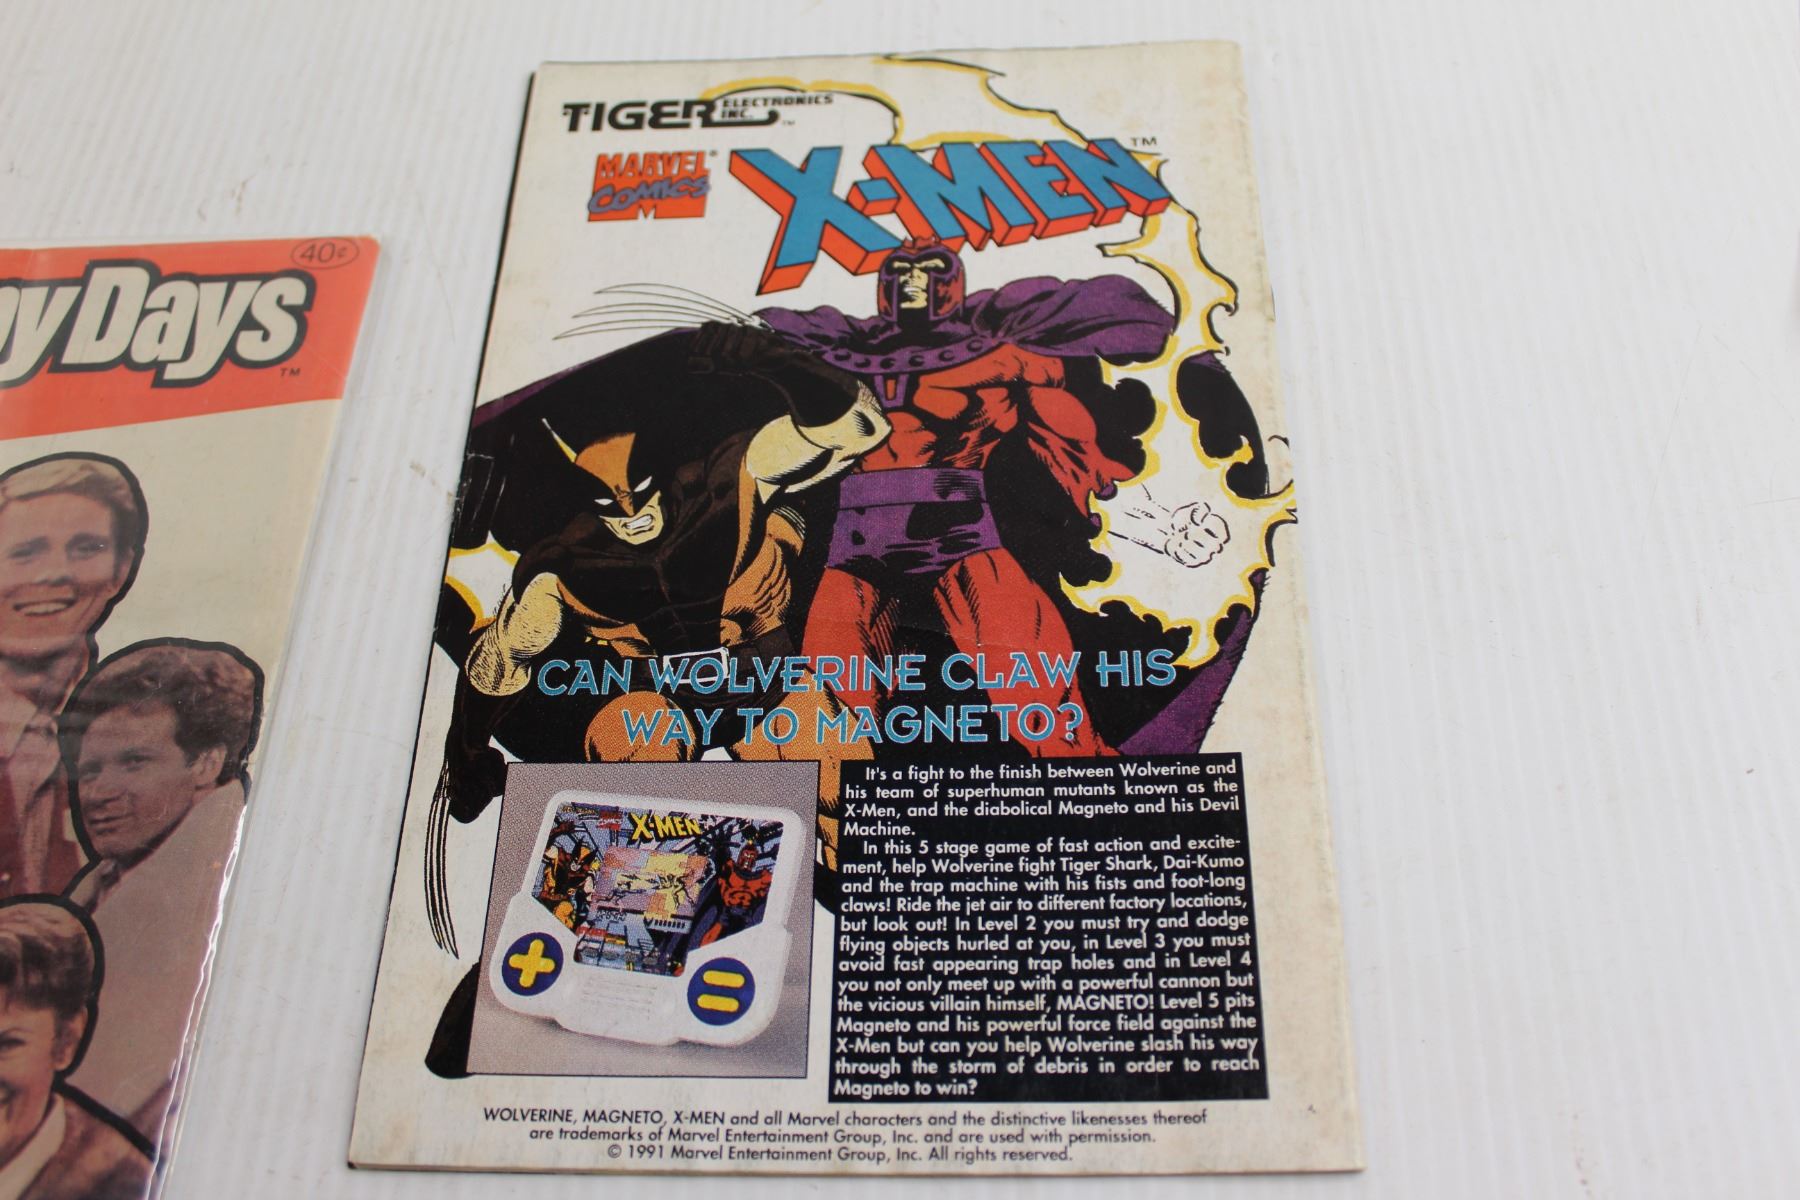 40¢
Days
TM
TIGER ELECTRONICS INC. TM
MARVEL COMICS
X-MEN TM
CAN WOLVERINE CLAW HIS
WAY TO MAGNETO?
X-MEN
It's a fight to the finish between Wolverine and
his team of superhuman mutants known as the
X-Men, and the diabolical Magneto and his Devil
Machine.
In this 5 stage game of fast action and excite-
ment, help Wolverine fight Tiger Shark, Dai-Kumo
and the trap machine with his fists and foot-long
claws! Ride the jet air to different factory locations,
but look out! In Level 2 you must try and dodge
flying objects hurled at you, in Level 3 you must
avoid fast appearing trap holes and in Level 4
you not only meet up with a powerful cannon but
the vicious villain himself, MAGNETO! Level 5 pits
Magneto and his powerful force field against the
X-Men but can you help Wolverine slash his way
through the storm of debris in order to reach
Magneto to win?
WOLVERINE, MAGNETO, X-MEN and all Marvel characters and the distinctive likenesses thereof
are trademarks of Marvel Entertainment Group, Inc. and are used with permission.
© 1991 Marvel Entertainment Group, Inc. All rights reserved.